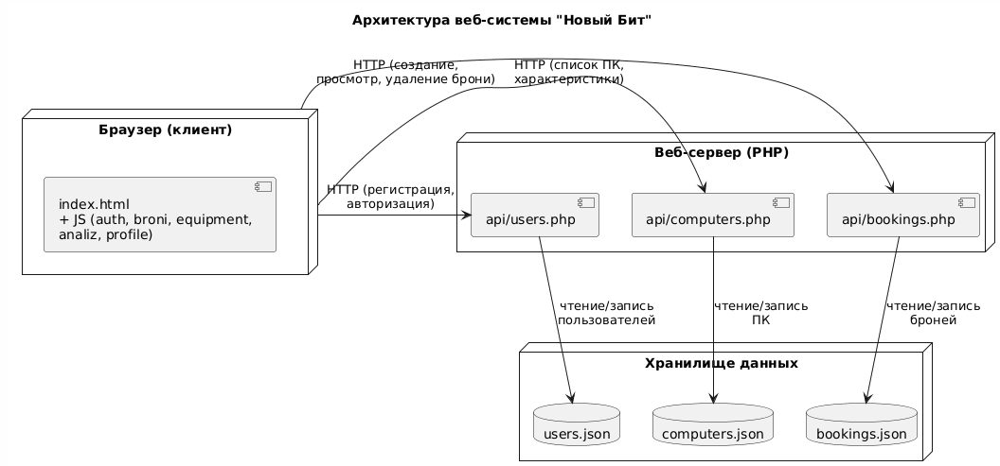 Архитектура веб-системы "Новый Бит"
HTTP (создание,
просмотр, удаление брони)
HTTP (список ПК,
характеристики)
Браузер (клиент)
index.html
+ JS (auth, broni, equipment,
analiz, profile)
HTTP (регистрация,
авторизация)
Веб-сервер (PHP)
api/users.php
api/computers.php
api/bookings.php
чтение/запись
пользователей
чтение/запись
ПК
чтение/запись
броней
Хранилище данных
users.json
computers.json
bookings.json